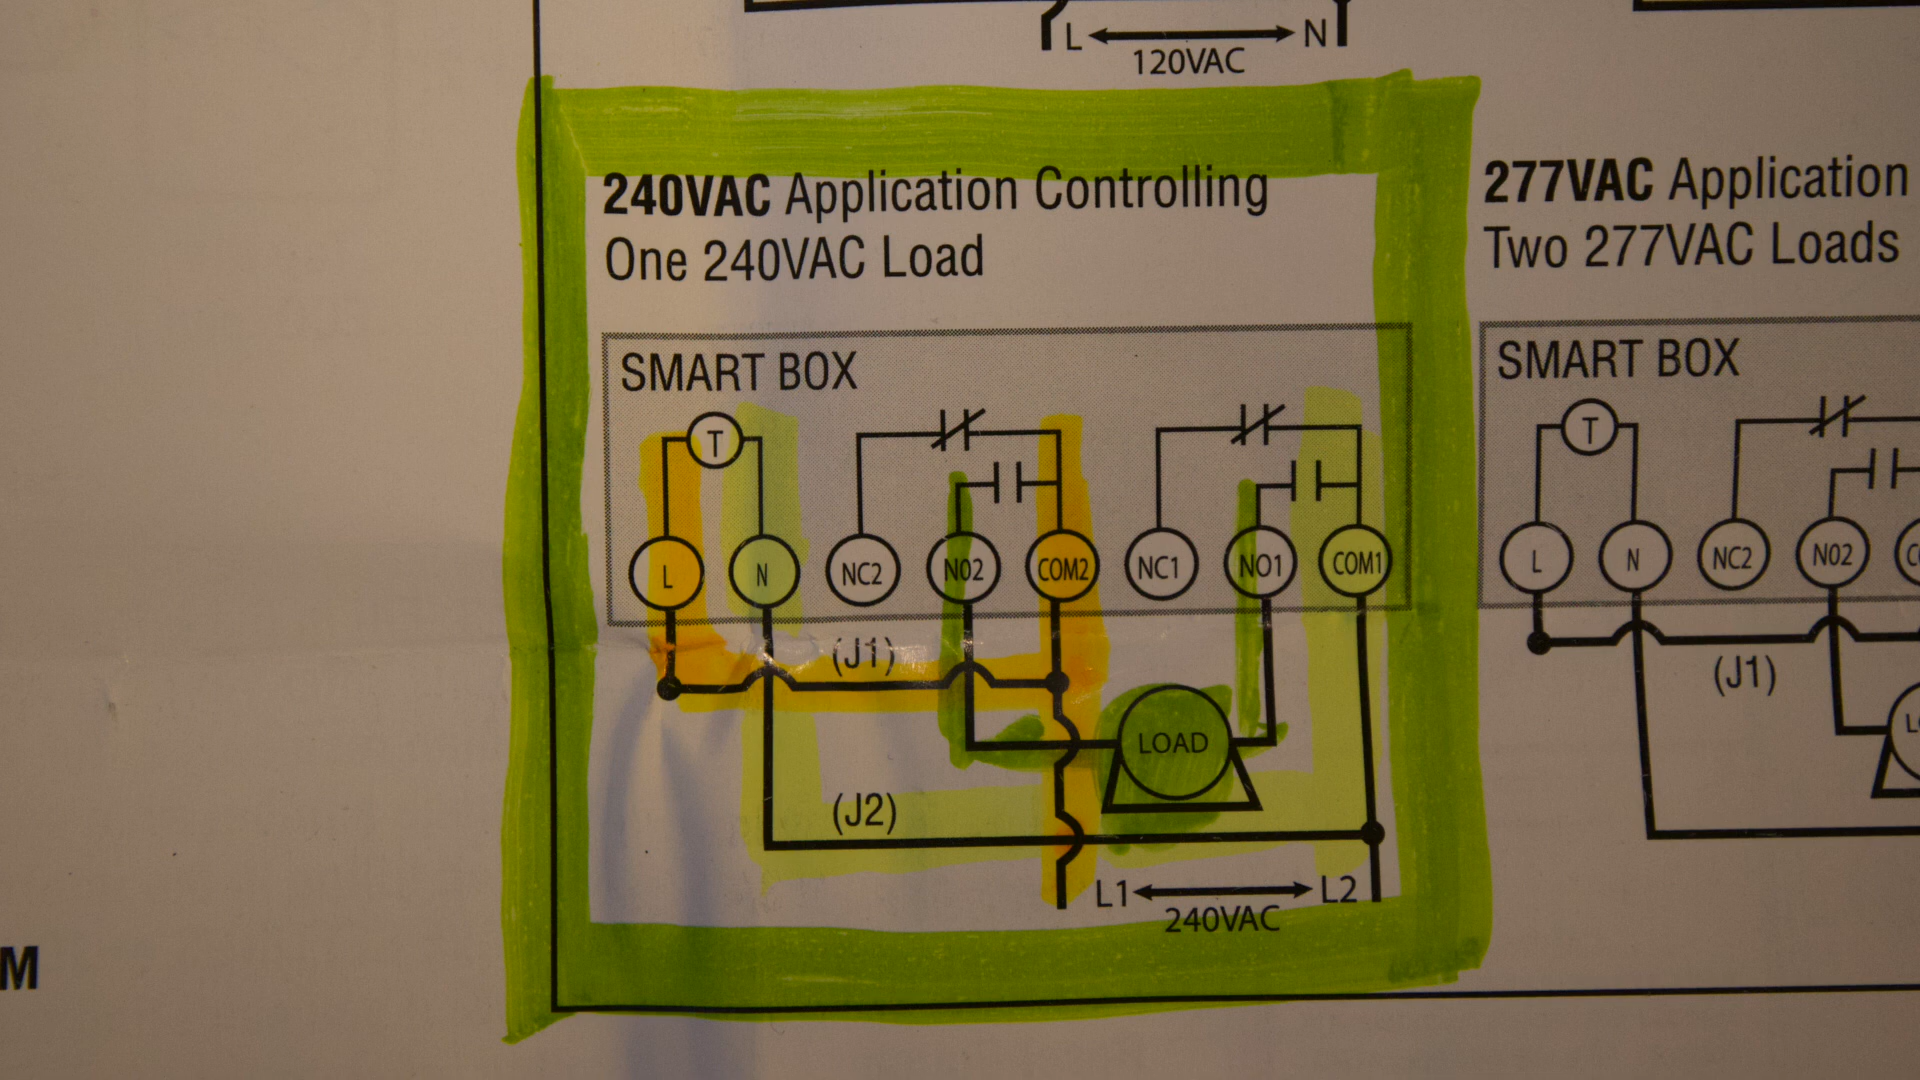 L N
120VAC
240VAC Application Controlling
One 240VAC Load
SMART BOX
T
L N NC2 NO2 COM2 NC1 NO1 COM1
(J1)
LOAD
(J2)
L1 L2
240VAC
277VAC Application
Two 277VAC Loads
SMART BOX
T
L N NC2 NO2
(J1)
M